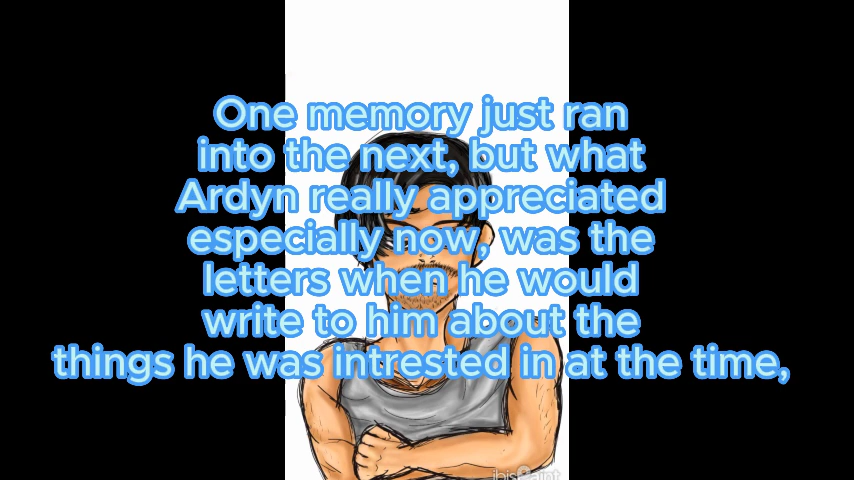 One memory just ran
into the next, but what
Ardyn really appreciated
especially now, was the
letters when he would
write to him about the
things he was intrested in at the time,
ibisPaint